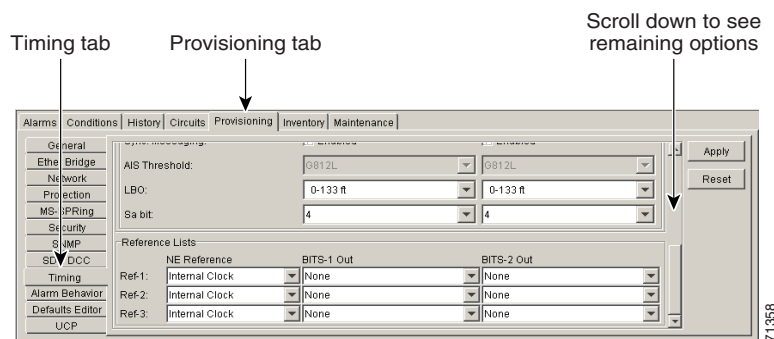 Scroll down to see
remaining options
Timing tab
Provisioning tab
Alarms Conditions History Circuits Provisioning Inventory Maintenance
General
Ether Bridge
Network
Protection
MS-SPRing
Security
SNMP
SDH DCC
Timing
Alarm Behavior
Defaults Editor
UCP
Sync. Messaging: Enabled Enabled
AIS Threshold: G812L G812L
LBO: 0-133 ft 0-133 ft
Sa bit: 4 4
Reference Lists
NE Reference BITS-1 Out BITS-2 Out
Ref-1: Internal Clock None None
Ref-2: Internal Clock None None
Ref-3: Internal Clock None None
Apply
Reset
71358